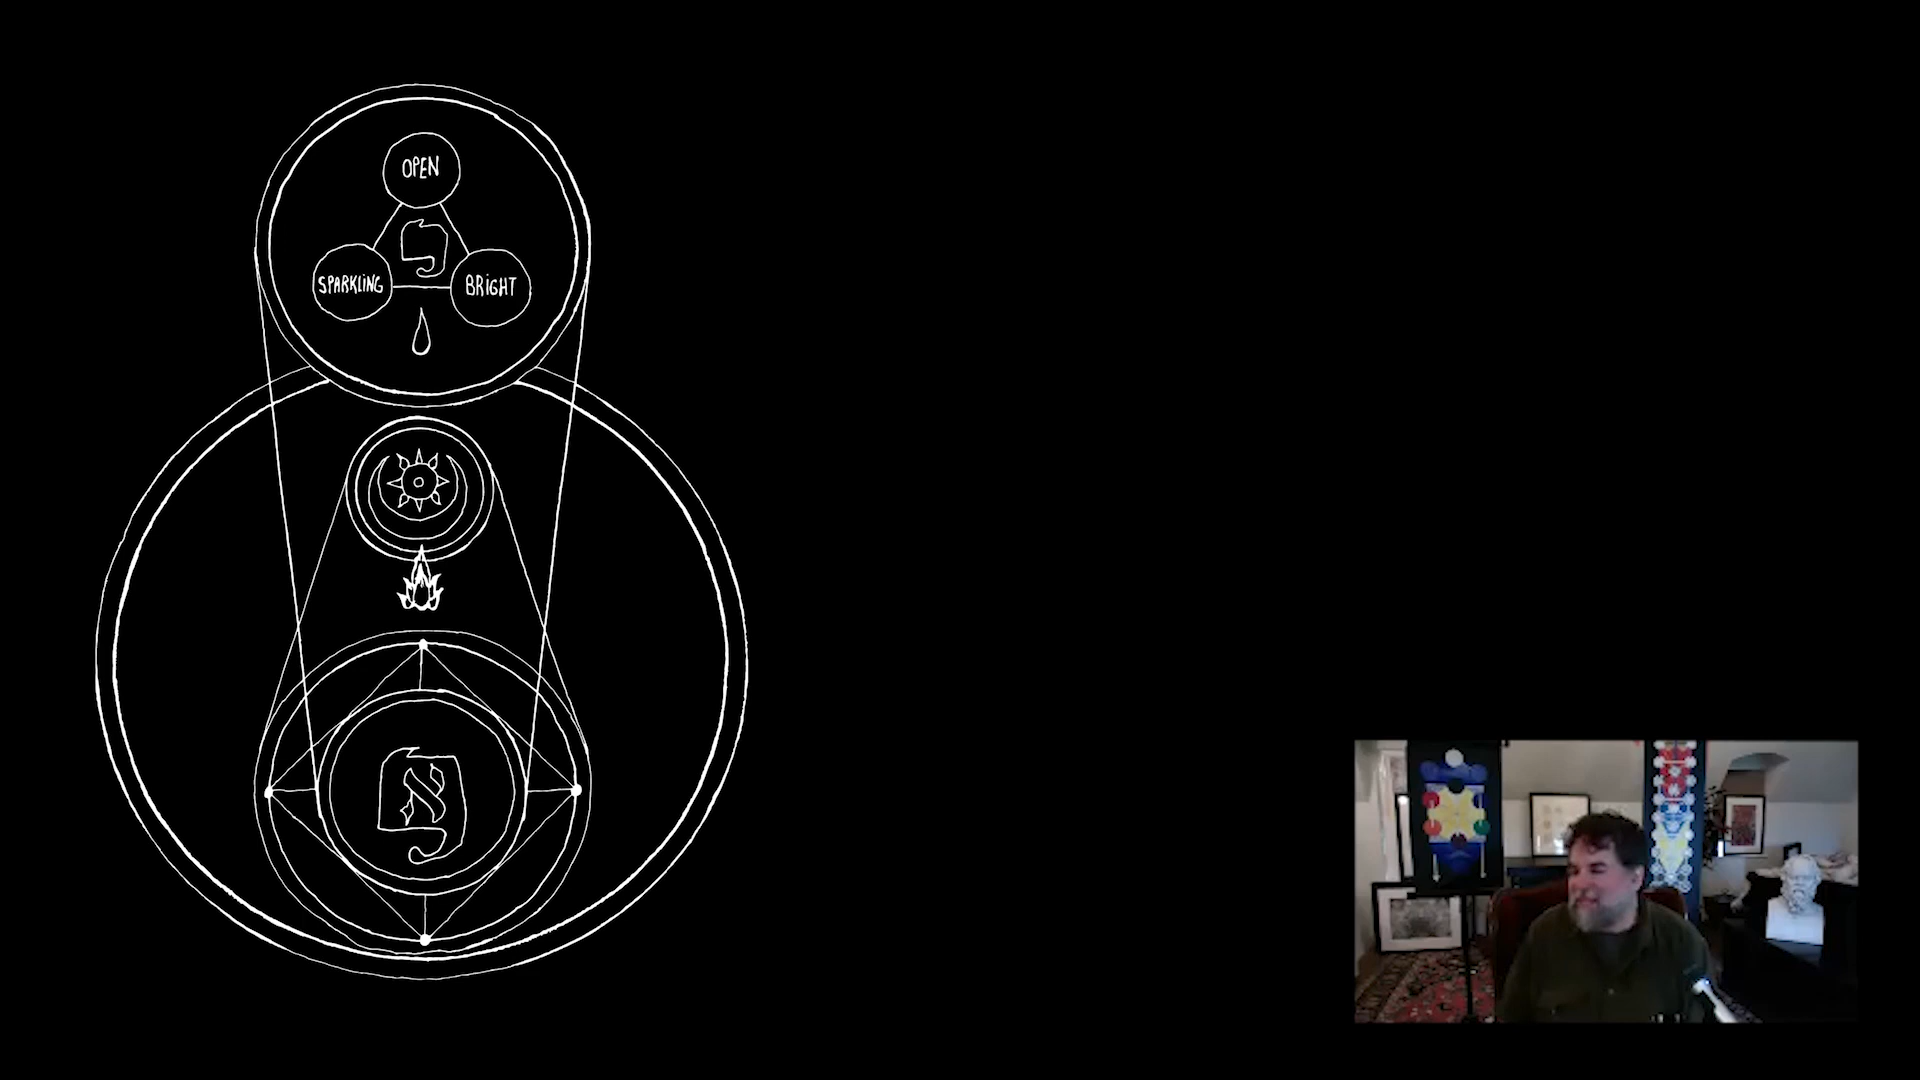 OPEN
פ
SPARKLING
BRIGHT
פ
א